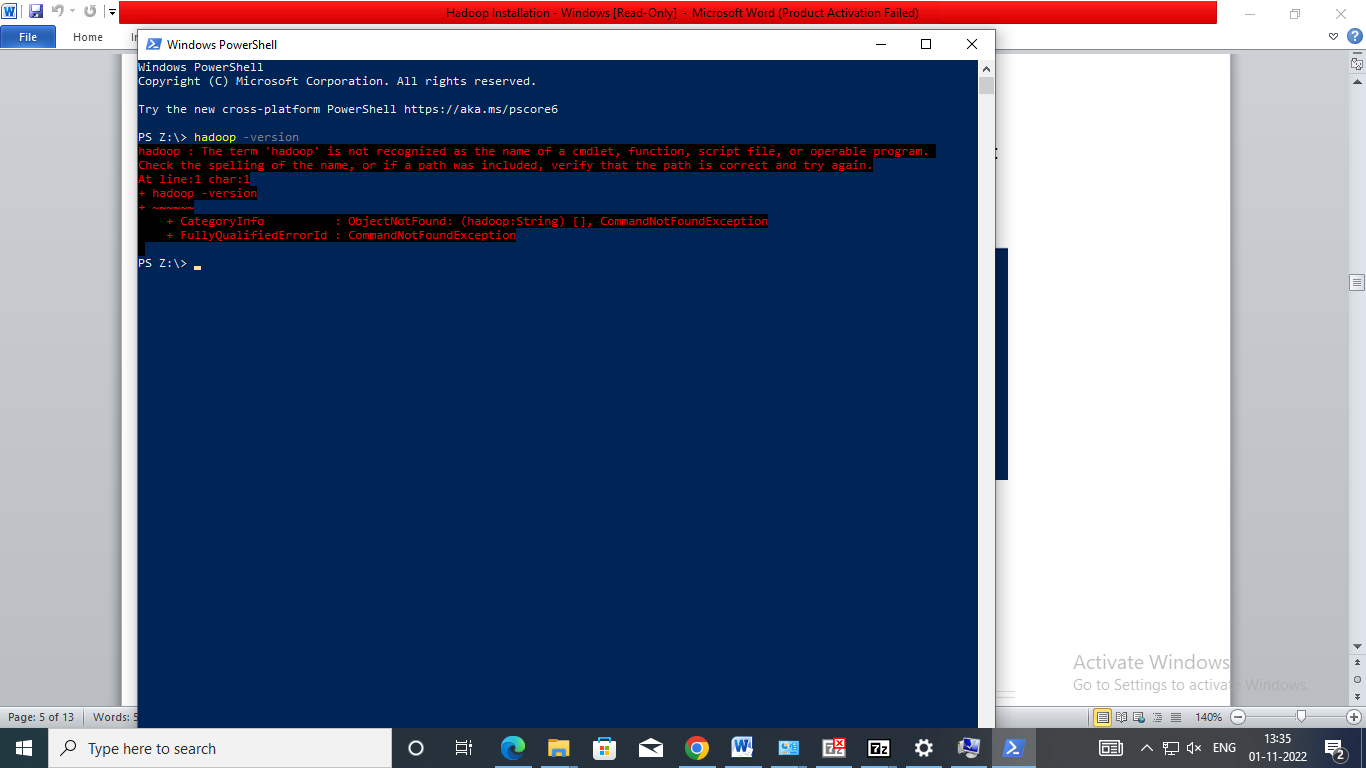 Hadoop Installation - Windows [Read-Only] - Microsoft Word (Product Activation Failed)
File
Home
Windows PowerShell
Windows PowerShell
Copyright (C) Microsoft Corporation. All rights reserved.
Try the new cross-platform PowerShell https://aka.ms/pscore6
PS Z:\> hadoop -version
hadoop : The term 'hadoop' is not recognized as the name of a cmdlet, function, script file, or operable program.
Check the spelling of the name, or if a path was included, verify that the path is correct and try again.
At line:1 char:1
+ hadoop -version
+ ~~~~~~
    + CategoryInfo          : ObjectNotFound: (hadoop:String) [], CommandNotFoundException
    + FullyQualifiedErrorId : CommandNotFoundException
PS Z:\>
Activate Windows
Go to Settings to activate Windows.
Page: 5 of 13
Words: 5
140%
Type here to search
ENG
13:35
01-11-2022
2